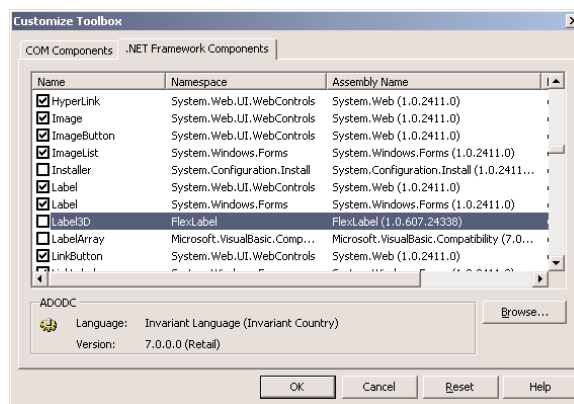 Customize Toolbox
COM Components .NET Framework Components
Name Namespace Assembly Name
HyperLink System.Web.UI.WebControls System.Web (1.0.2411.0)
Image System.Web.UI.WebControls System.Web (1.0.2411.0)
ImageButton System.Web.UI.WebControls System.Web (1.0.2411.0)
ImageList System.Windows.Forms System.Windows.Forms (1.0.2411.0)
Installer System.Configuration.Install System.Configuration.Install (1.0.2411...
Label System.Web.UI.WebControls System.Web (1.0.2411.0)
Label System.Windows.Forms System.Windows.Forms (1.0.2411.0)
Label3D FlexLabel FlexLabel (1.0.607.24338)
LabelArray Microsoft.VisualBasic.Comp... Microsoft.VisualBasic.Compatibility (7.0...
LinkButton System.Web.UI.WebControls System.Web (1.0.2411.0)
ADODC
Browse...
Language: Invariant Language (Invariant Country)
Version: 7.0.0.0 (Retail)
OK Cancel Reset Help